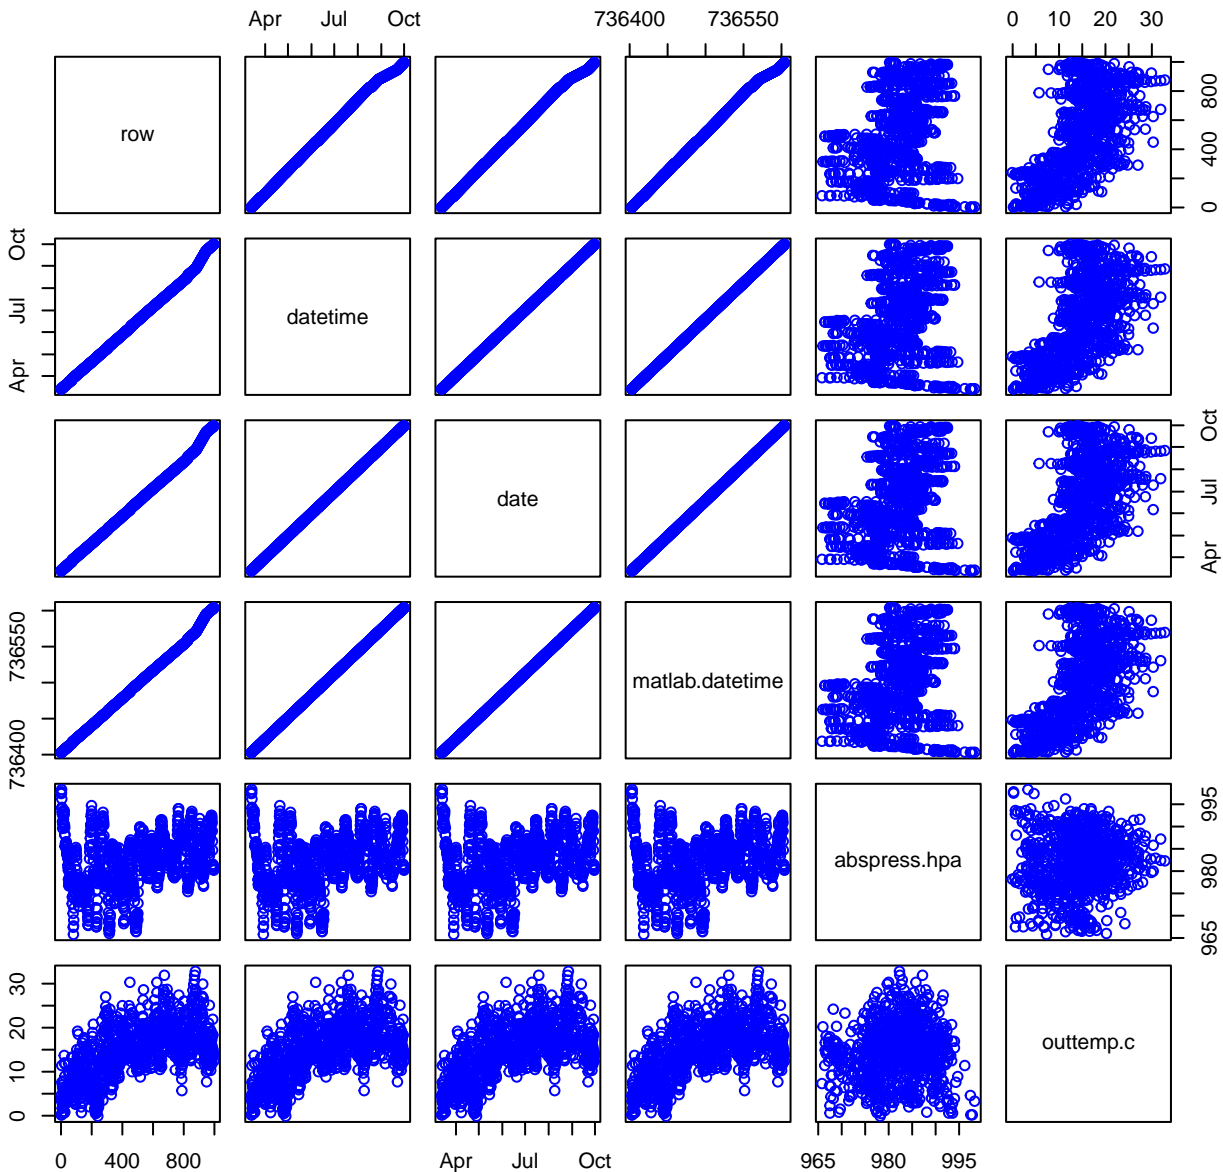 Apr Jul Oct 736400 736550 0 10 20 30
row
0 400 800
Apr Jul Oct
datetime
date
Apr Jul Oct
736400 736550
matlab.datetime
abspress.hpa
965 980 995
0 10 20 30
outtemp.c
0 400 800 Apr Jul Oct 965 980 995